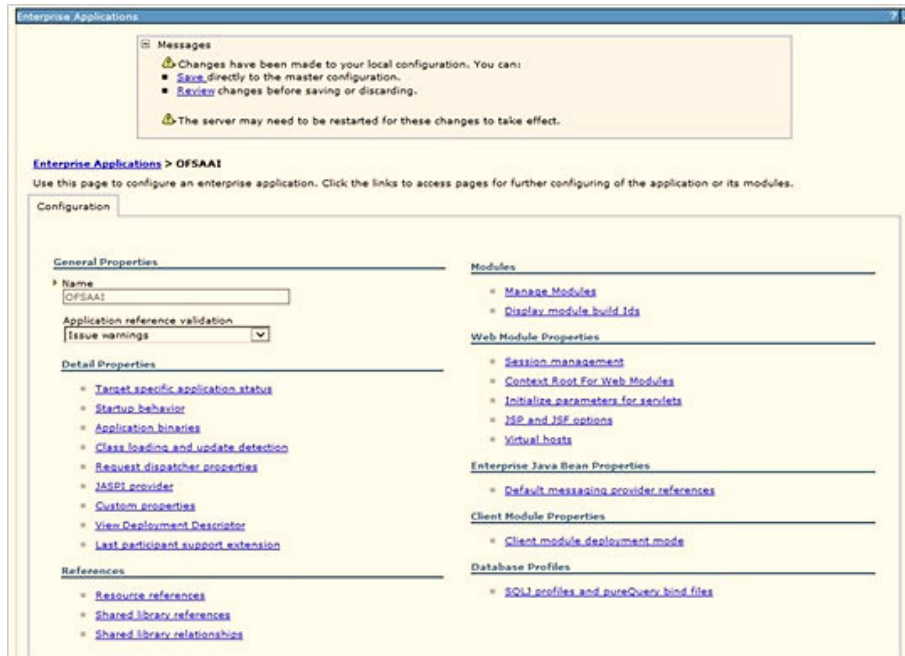 Enterprise Applications
?
Messages
Changes have been made to your local configuration. You can:
Save directly to the master configuration.
Review changes before saving or discarding.
The server may need to be restarted for these changes to take effect.
Enterprise Applications > OFSAAI
Use this page to configure an enterprise application. Click the links to access pages for further configuring of the application or its modules.
Configuration
General Properties
Name
OFSAAI
Application reference validation
Issue warnings
Detail Properties
Target specific application status
Startup behavior
Application binaries
Class loading and update detection
Request dispatcher properties
JASPI provider
Custom properties
View Deployment Descriptor
Last participant support extension
References
Resource references
Shared library references
Shared library relationships
Modules
Manage Modules
Display module build Ids
Web Module Properties
Session management
Context Root For Web Modules
Initialize parameters for servlets
JSP and JSF options
Virtual hosts
Enterprise Java Bean Properties
Default messaging provider references
Client Module Properties
Client module deployment mode
Database Profiles
SQLJ profiles and pureQuery bind files